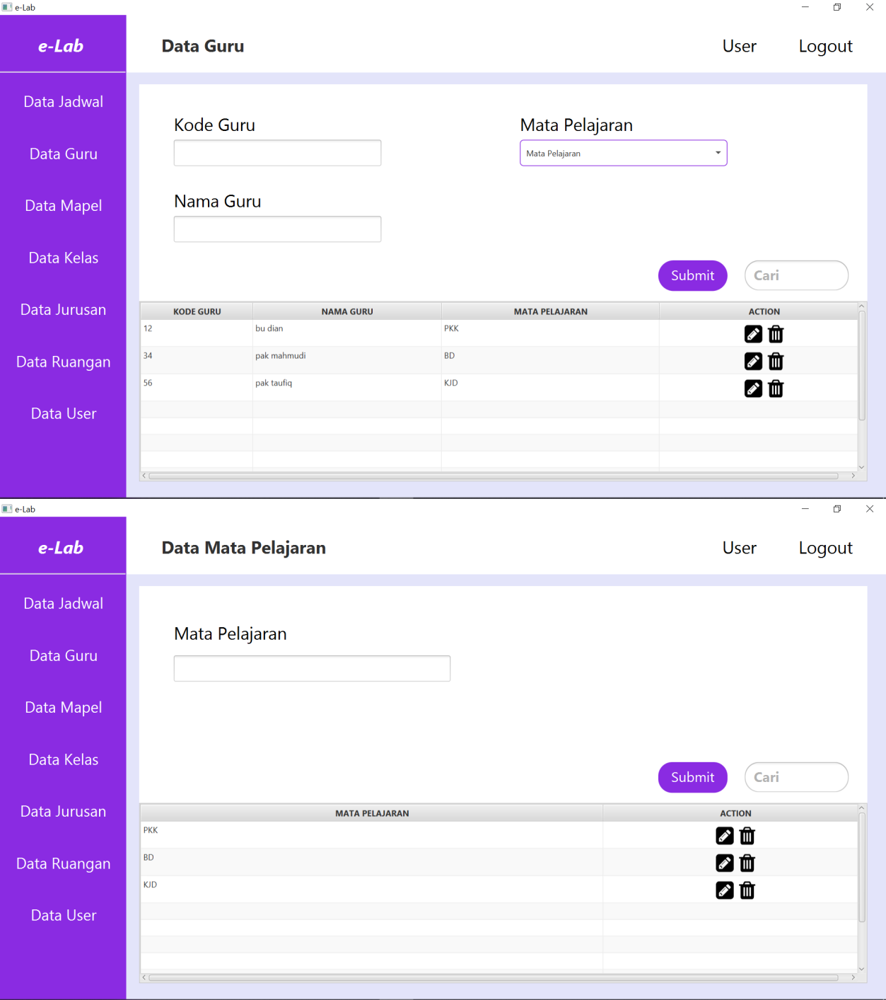 e-Lab
e-Lab
Data Guru
User
Logout
Data Jadwal
Data Guru
Data Mapel
Data Kelas
Data Jurusan
Data Ruangan
Data User
Kode Guru
Mata Pelajaran
Mata Pelajaran
Nama Guru
Submit
Cari
KODE GURU NAMA GURU MATA PELAJARAN ACTION
12 bu dian PKK
34 pak mahmudi BD
56 pak taufiq KJD
e-Lab
e-Lab
Data Mata Pelajaran
User
Logout
Data Jadwal
Data Guru
Data Mapel
Data Kelas
Data Jurusan
Data Ruangan
Data User
Mata Pelajaran
Submit
Cari
MATA PELAJARAN ACTION
PKK
BD
KJD